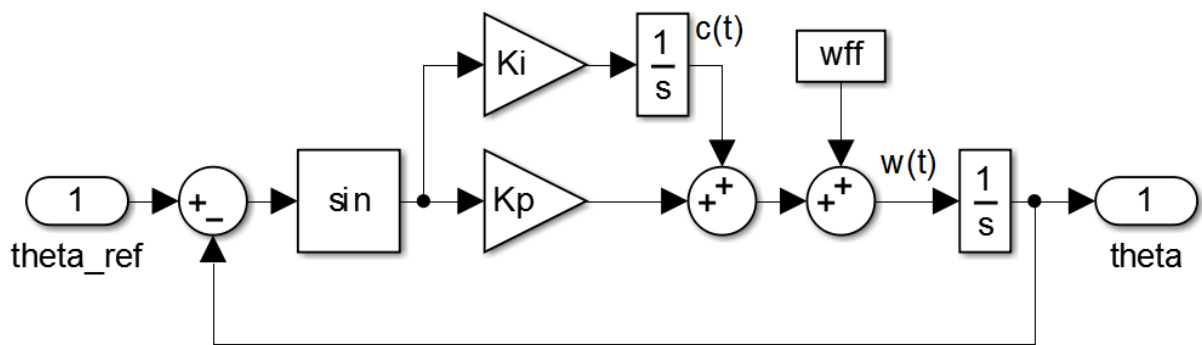 1
theta_ref
+
-
sin
Ki
1
s
c(t)
Kp
+
+
wff
+
+
w(t)
1
s
1
theta